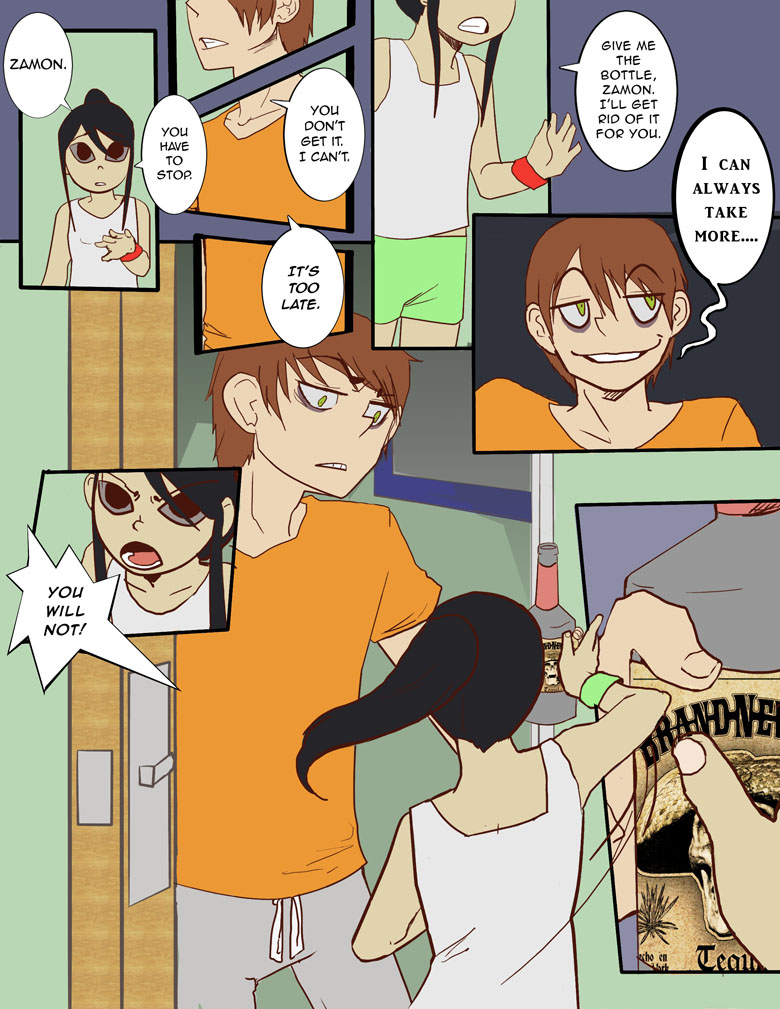 ZAMON.
YOU
HAVE
TO
STOP.
YOU
DON'T
GET IT.
I CAN'T.
IT'S
TOO
LATE.
GIVE ME
THE
BOTTLE,
ZAMON.
I'LL GET
RID OF IT
FOR YOU.
I CAN
ALWAYS
TAKE
MORE....
YOU
WILL
NOT!